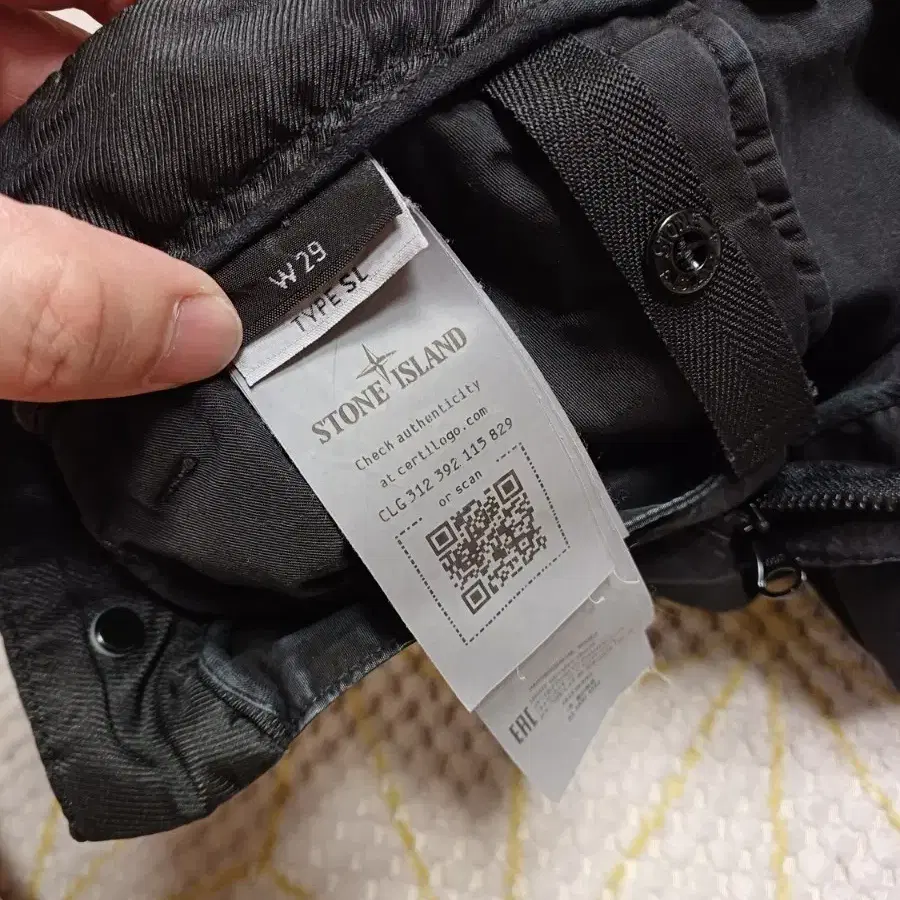 W 29
TYPE SL
STONE ISLAND
Check authenticity
at certilogo.com
CLG 312 392 115 829
or scan
EAC